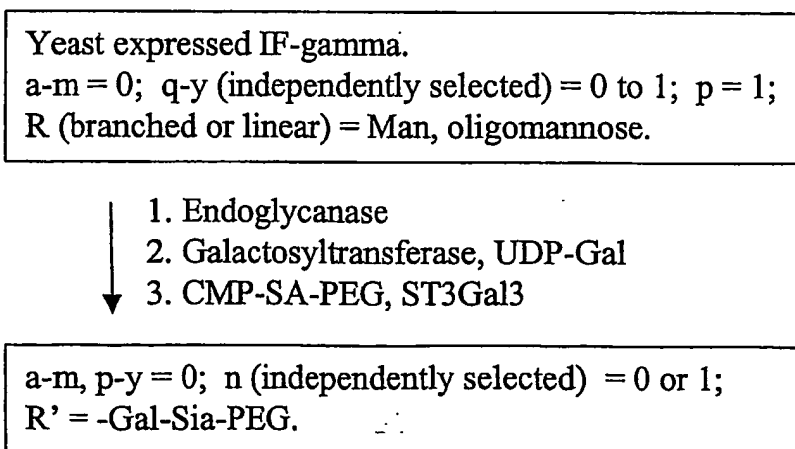 Yeast expressed IF-gamma.
a-m = 0; q-y (independently selected) = 0 to 1; p = 1;
R (branched or linear) = Man, oligomannose.
1. Endoglycanase
2. Galactosyltransferase, UDP-Gal
3. CMP-SA-PEG, ST3Gal3
a-m, p-y = 0; n (independently selected) = 0 or 1;
R' = -Gal-Sia-PEG.